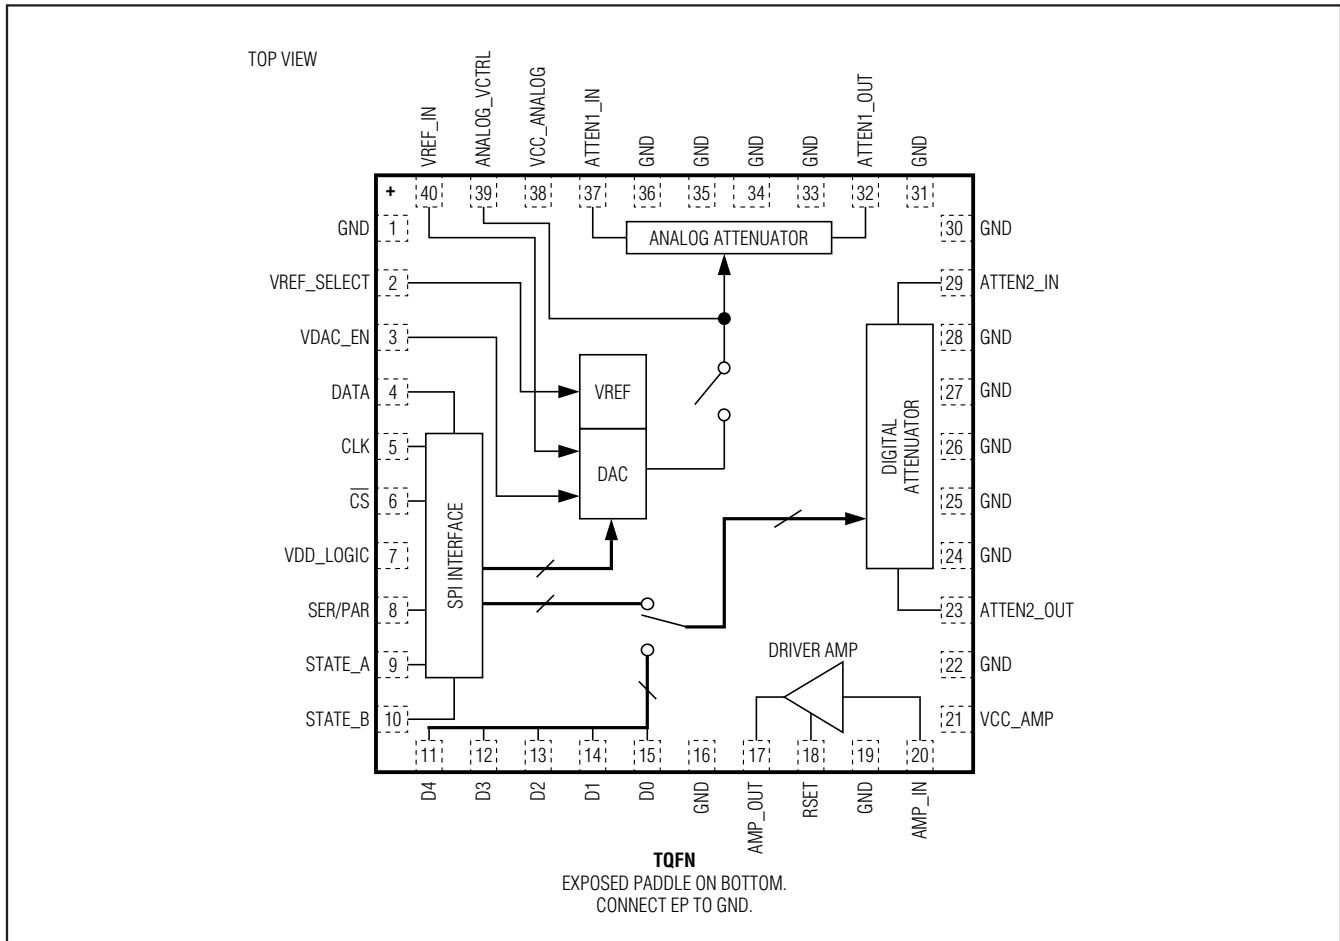 TOP VIEW
VREF_IN
ANALOG_VCTRL
VCC_ANALOG
ATTEN1_IN
GND
GND
GND
GND
ATTEN1_OUT
GND
+
40
39
38
37
36
35
34
33
32
31
GND 1
VREF_SELECT 2
VDAC_EN 3
DATA 4
CLK 5
C̅S̅ 6
VDD_LOGIC 7
SER/PAR 8
STATE_A 9
STATE_B 10
ANALOG ATTENUATOR
VREF
DAC
SPI INTERFACE
DIGITAL
ATTENUATOR
DRIVER AMP
30 GND
29 ATTEN2_IN
28 GND
27 GND
26 GND
25 GND
24 GND
23 ATTEN2_OUT
22 GND
21 VCC_AMP
11
12
13
14
15
16
17
18
19
20
D4
D3
D2
D1
D0
GND
AMP_OUT
RSET
GND
AMP_IN
TQFN
EXPOSED PADDLE ON BOTTOM.
CONNECT EP TO GND.